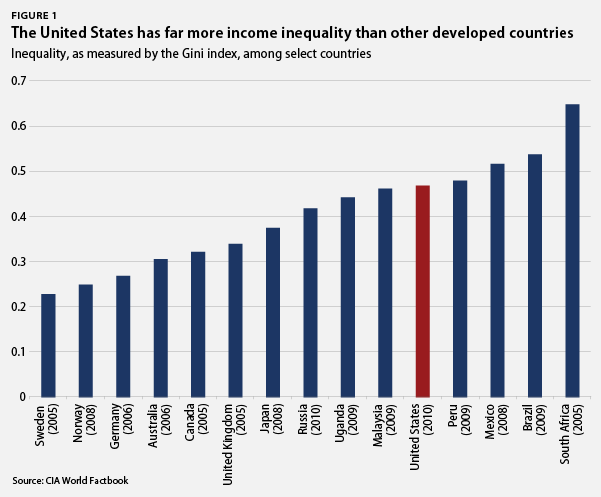 FIGURE 1
The United States has far more income inequality than other developed countries
Inequality, as measured by the Gini index, among select countries
0.7
0.6
0.5
0.4
0.3
0.2
0.1
0
Sweden
(2005)
Norway
(2008)
Germany
(2006)
Australia
(2006)
Canada
(2005)
United Kingdom
(2005)
Japan
(2008)
Russia
(2010)
Uganda
(2009)
Malaysia
(2009)
United States
(2010)
Peru
(2009)
Mexico
(2008)
Brazil
(2009)
South Africa
(2005)
Source: CIA World Factbook